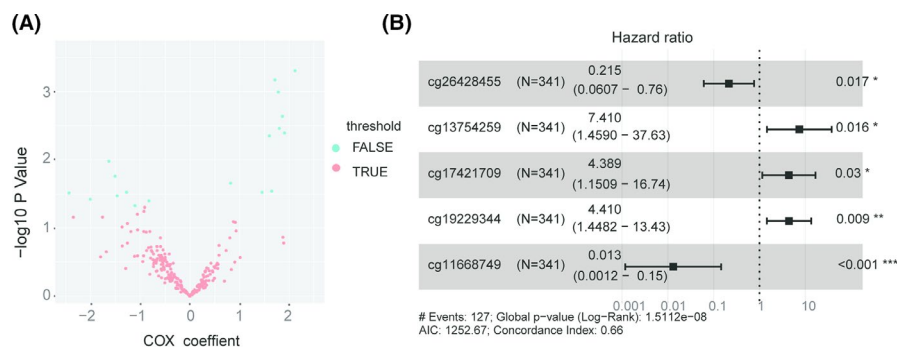 (A)
−log10 P Value
3
2
1
0
−2
−1
0
1
2
COX coeffient
threshold
FALSE
TRUE
(B)
Hazard ratio
cg26428455 (N=341) 0.215 (0.0607 − 0.76) 0.017 *
cg13754259 (N=341) 7.410 (1.4590 − 37.63) 0.016 *
cg17421709 (N=341) 4.389 (1.1509 − 16.74) 0.03 *
cg19229344 (N=341) 4.410 (1.4482 − 13.43) 0.009 **
cg11668749 (N=341) 0.013 (0.0012 − 0.15) <0.001 ***
0.001 0.01 0.1 1 10
# Events: 127; Global p-value (Log−Rank): 1.5112e−08
AIC: 1252.67; Concordance Index: 0.66